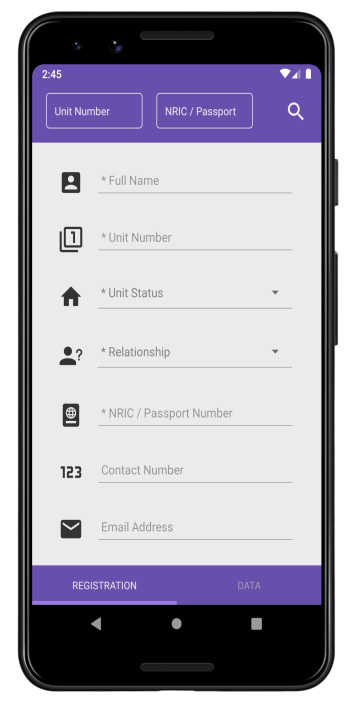 2:45
Unit Number
NRIC / Passport
* Full Name
1
* Unit Number
* Unit Status
?
* Relationship
* NRIC / Passport Number
123
Contact Number
Email Address
REGISTRATION
DATA